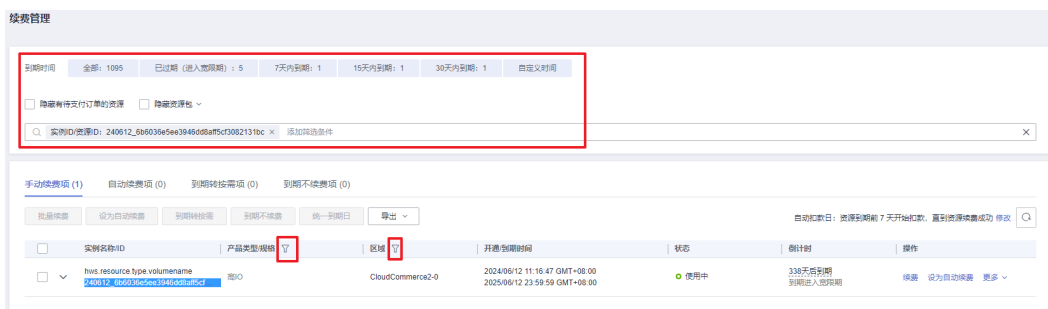 续费管理
到期时间 全部：1095 已过期（进入宽限期）：5 7天内到期：1 15天内到期：1 30天内到期：1 自定义时间
隐藏有待支付订单的资源 隐藏资源包
实例ID/资源ID：240612_6b6036e5ee3946dd8aff5cf3082131bc × 添加筛选条件
手动续费项 (1) 自动续费项 (0) 到期转按需项 (0) 到期不续费项 (0)
批量续费 设为自动续费 到期转按需 到期不续费 统一到期日 导出 自动扣款日：资源到期前 7 天开始扣款，直到资源续费成功 修改
实例名称/ID 产品类型/规格 区域 开通/到期时间 状态 倒计时 操作
hws.resource.type.volumename 高IO CloudCommerce2-0 2024/06/12 11:16:47 GMT+08:00 使用中 338天后到期 续费 设为自动续费 更多
240612_6b6036e5ee3946dd8aff5cf 2025/06/12 23:59:59 GMT+08:00 到期进入宽限期